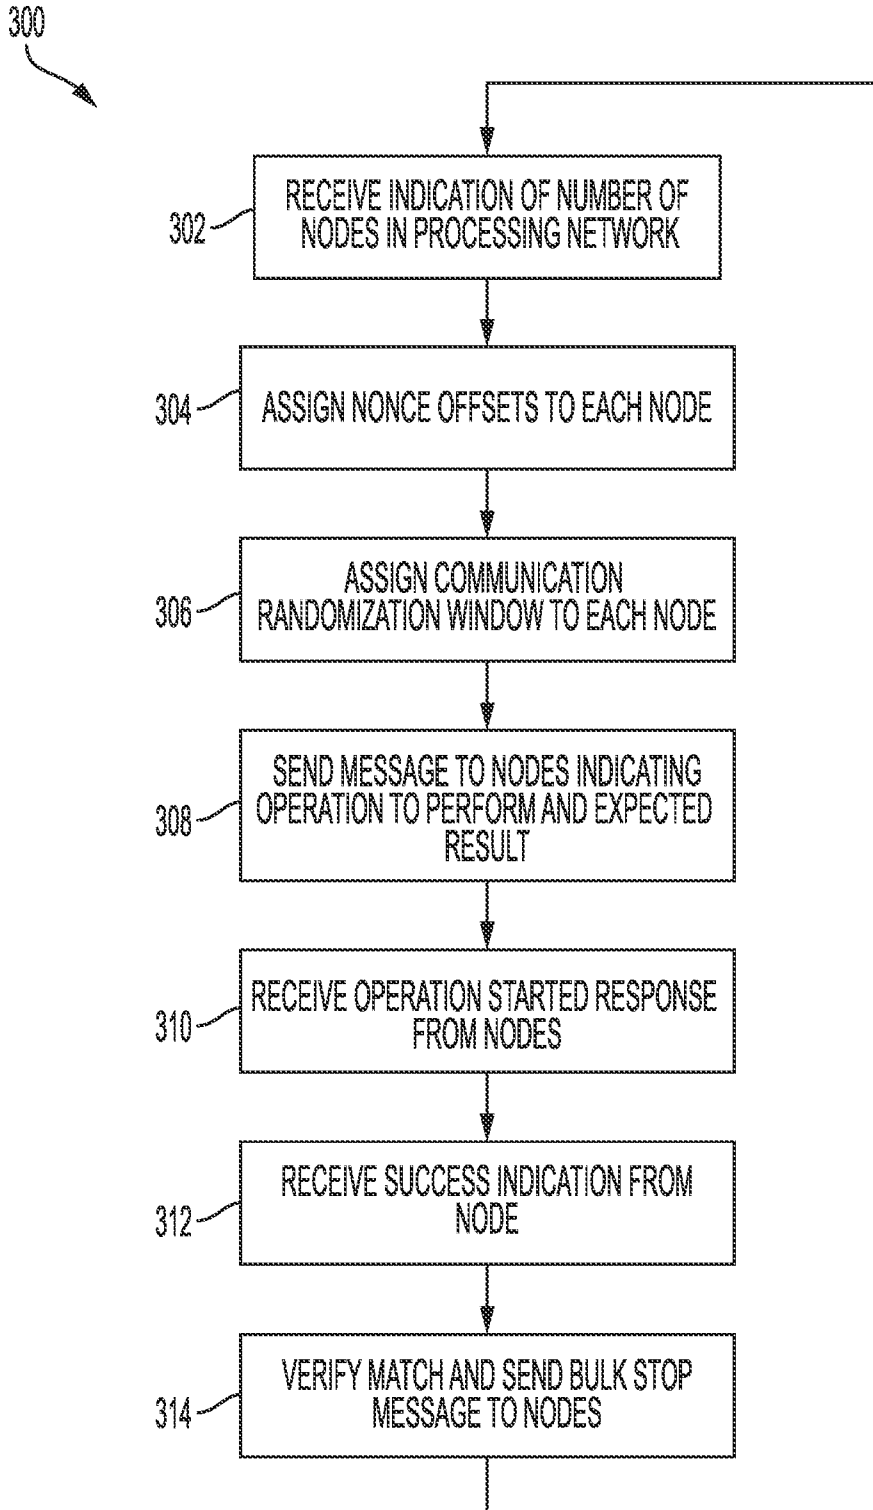 300
302
RECEIVE INDICATION OF NUMBER OF
NODES IN PROCESSING NETWORK
304
ASSIGN NONCE OFFSETS TO EACH NODE
306
ASSIGN COMMUNICATION
RANDOMIZATION WINDOW TO EACH NODE
308
SEND MESSAGE TO NODES INDICATING
OPERATION TO PERFORM AND EXPECTED
RESULT
310
RECEIVE OPERATION STARTED RESPONSE
FROM NODES
312
RECEIVE SUCCESS INDICATION FROM
NODE
314
VERIFY MATCH AND SEND BULK STOP
MESSAGE TO NODES